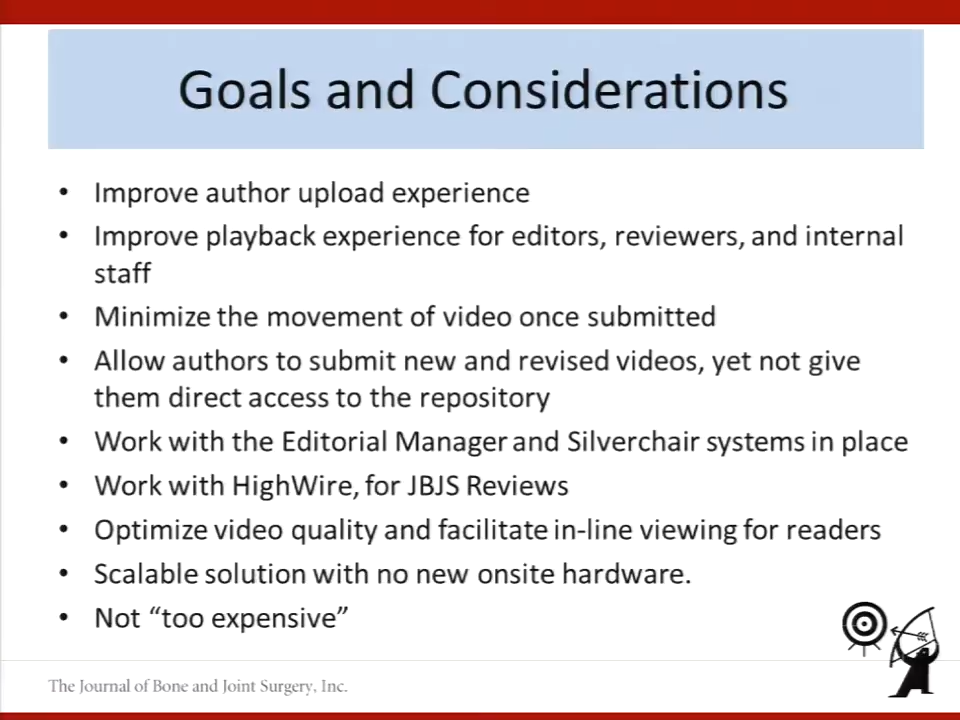 Goals and Considerations
• Improve author upload experience
• Improve playback experience for editors, reviewers, and internal
staff
• Minimize the movement of video once submitted
• Allow authors to submit new and revised videos, yet not give
them direct access to the repository
• Work with the Editorial Manager and Silverchair systems in place
• Work with HighWire, for JBJS Reviews
• Optimize video quality and facilitate in-line viewing for readers
• Scalable solution with no new onsite hardware.
• Not “too expensive”
The Journal of Bone and Joint Surgery, Inc.